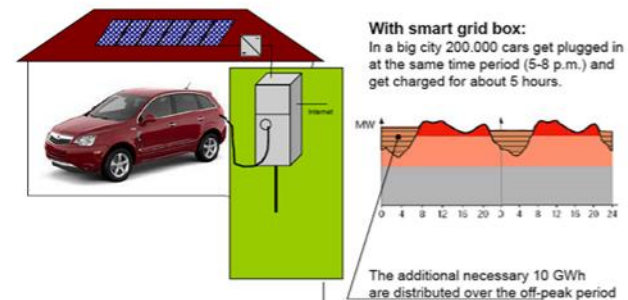 With smart grid box:
In a big city 200.000 cars get plugged in
at the same time period (5-8 p.m.) and
get charged for about 5 hours.
Internet
MW
0 4 8 12 16 20 0 4 8 12 16 20 24
The additional necessary 10 GWh
are distributed over the off-peak period